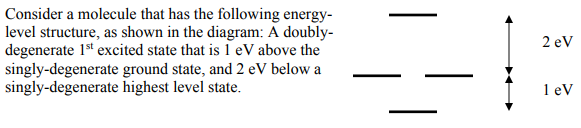 Consider a molecule that has the following energy-
level structure, as shown in the diagram: A doubly-
degenerate 1st excited state that is 1 eV above the
singly-degenerate ground state, and 2 eV below a
singly-degenerate highest level state.
2 eV
1 eV